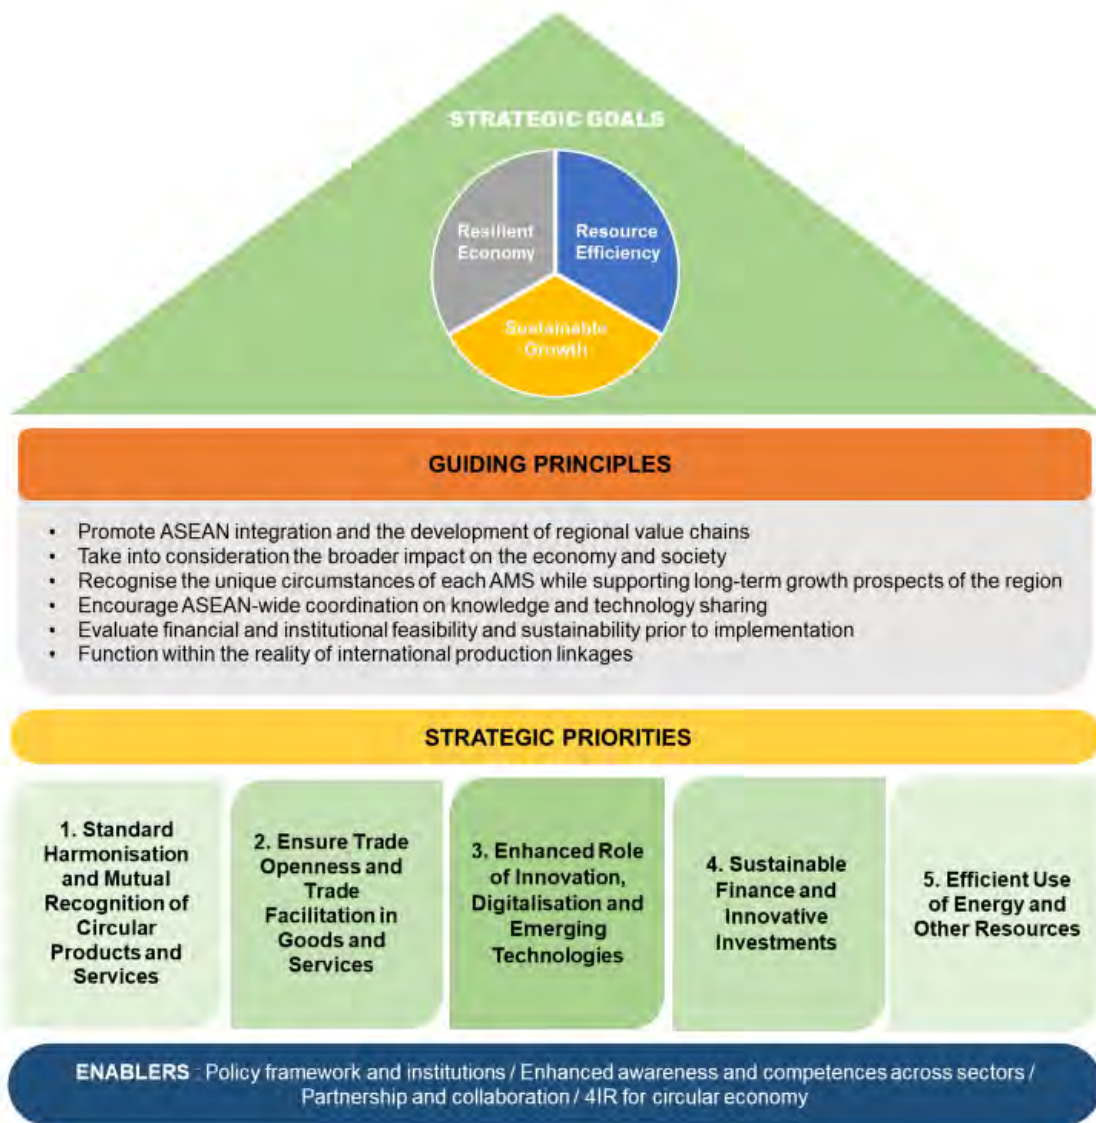 STRATEGIC GOALS
Resilient
Economy
Resource
Efficiency
Sustainable
Growth
GUIDING PRINCIPLES
• Promote ASEAN integration and the development of regional value chains
• Take into consideration the broader impact on the economy and society
• Recognise the unique circumstances of each AMS while supporting long-term growth prospects of the region
• Encourage ASEAN-wide coordination on knowledge and technology sharing
• Evaluate financial and institutional feasibility and sustainability prior to implementation
• Function within the reality of international production linkages
STRATEGIC PRIORITIES
1. Standard
Harmonisation
and Mutual
Recognition of
Circular
Products and
Services
2. Ensure Trade
Openness and
Trade
Facilitation in
Goods and
Services
3. Enhanced Role
of Innovation,
Digitalisation and
Emerging
Technologies
4. Sustainable
Finance and
Innovative
Investments
5. Efficient Use
of Energy and
Other Resources
ENABLERS : Policy framework and institutions / Enhanced awareness and competences across sectors /
Partnership and collaboration / 4IR for circular economy